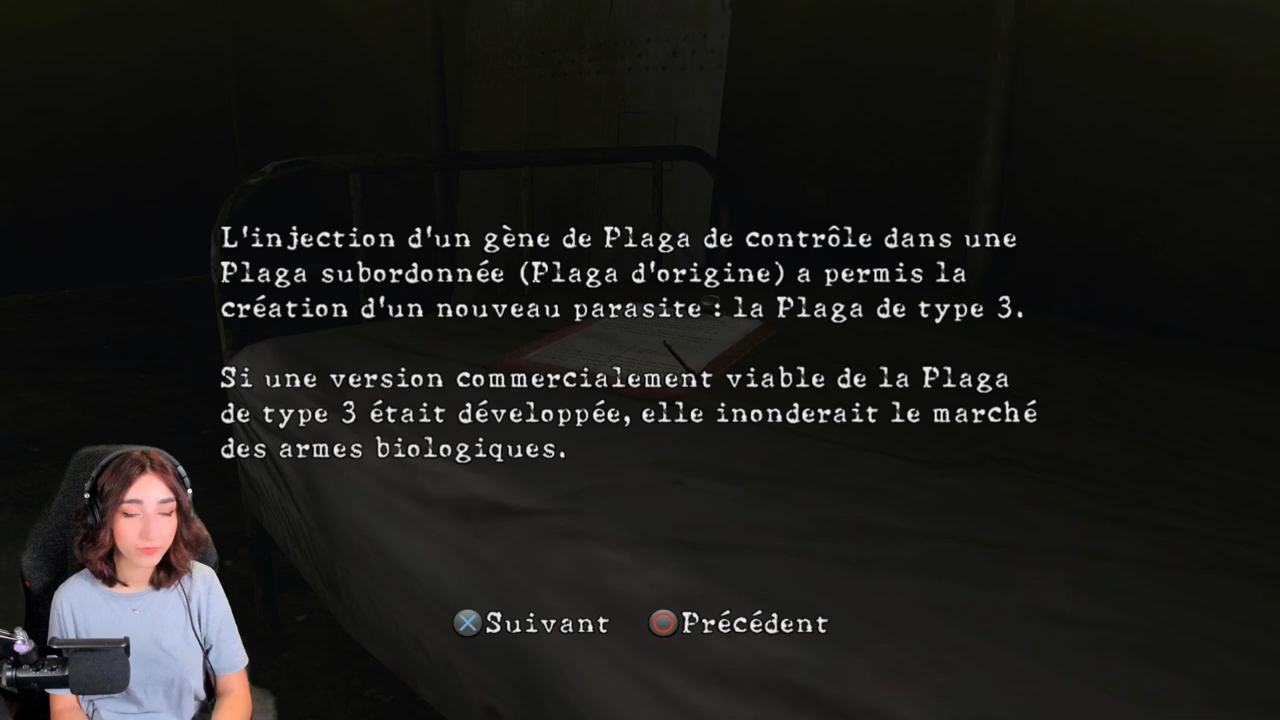 L'injection d'un gène de Plaga de contrôle dans une
Plaga subordonnée (Plaga d'origine) a permis la
création d'un nouveau parasite : la Plaga de type 3.
Si une version commercialement viable de la Plaga
de type 3 était développée, elle inonderait le marché
des armes biologiques.
Suivant Précédent